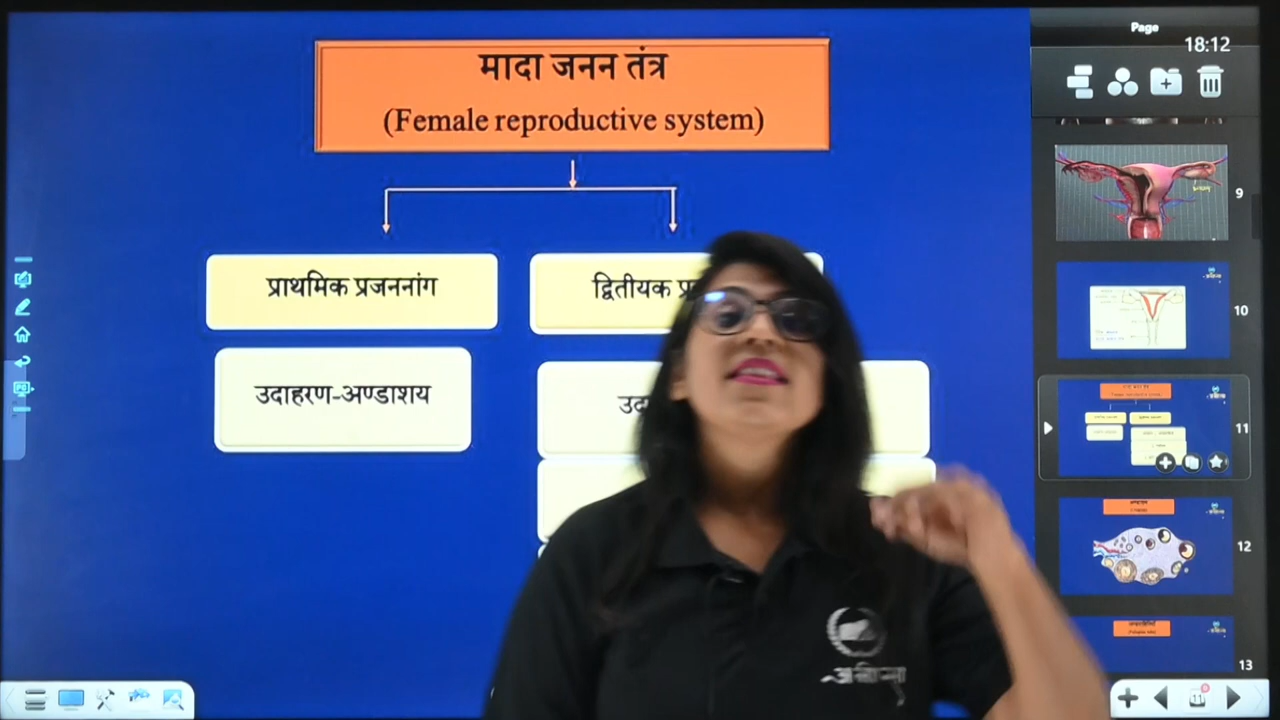 मादा जनन तंत्र
(Female reproductive system)
प्राथमिक प्रजननांग
द्वितीयक
उदाहरण-अण्डाशय
Page
18:12
9
10
11
12
13
11